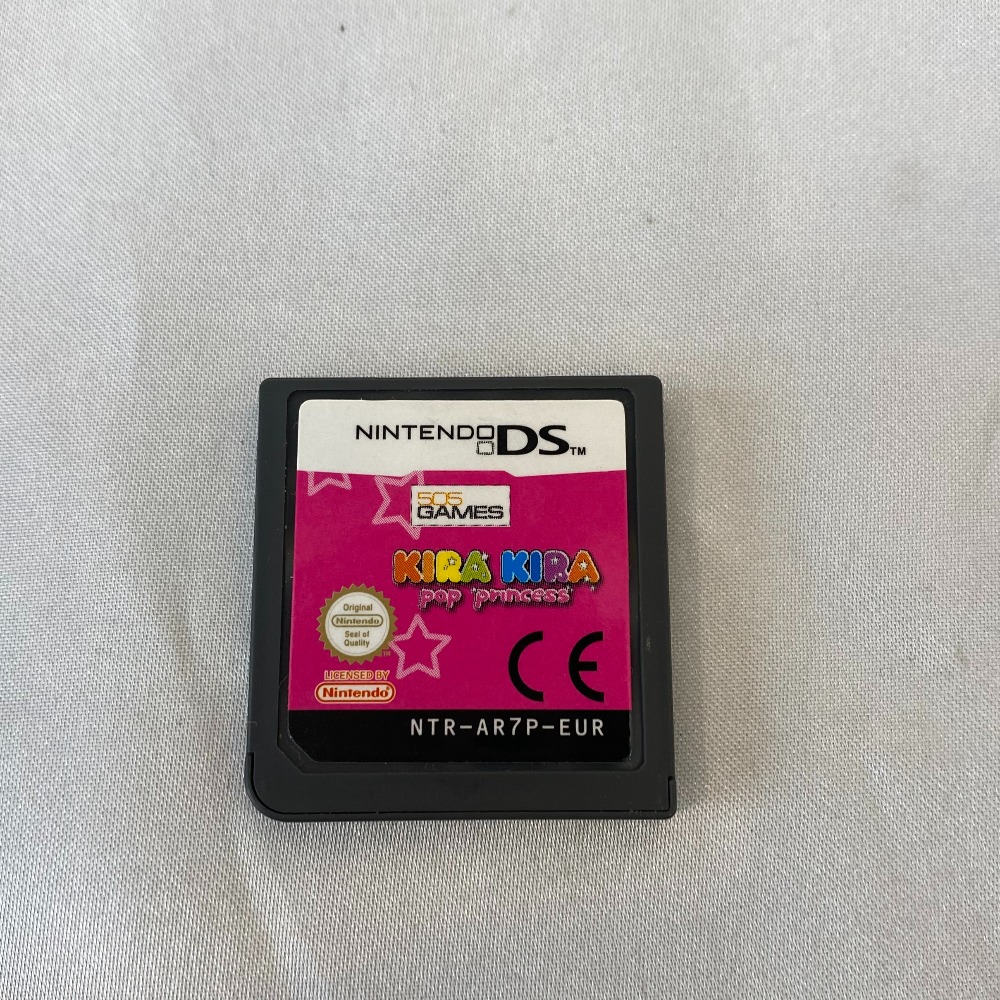 NINTENDO DS™
505
GAMES
KIRA KIRA
pop princess
Original
Nintendo
Seal of
Quality
TM
LICENSED BY
Nintendo
CE
NTR-AR7P-EUR